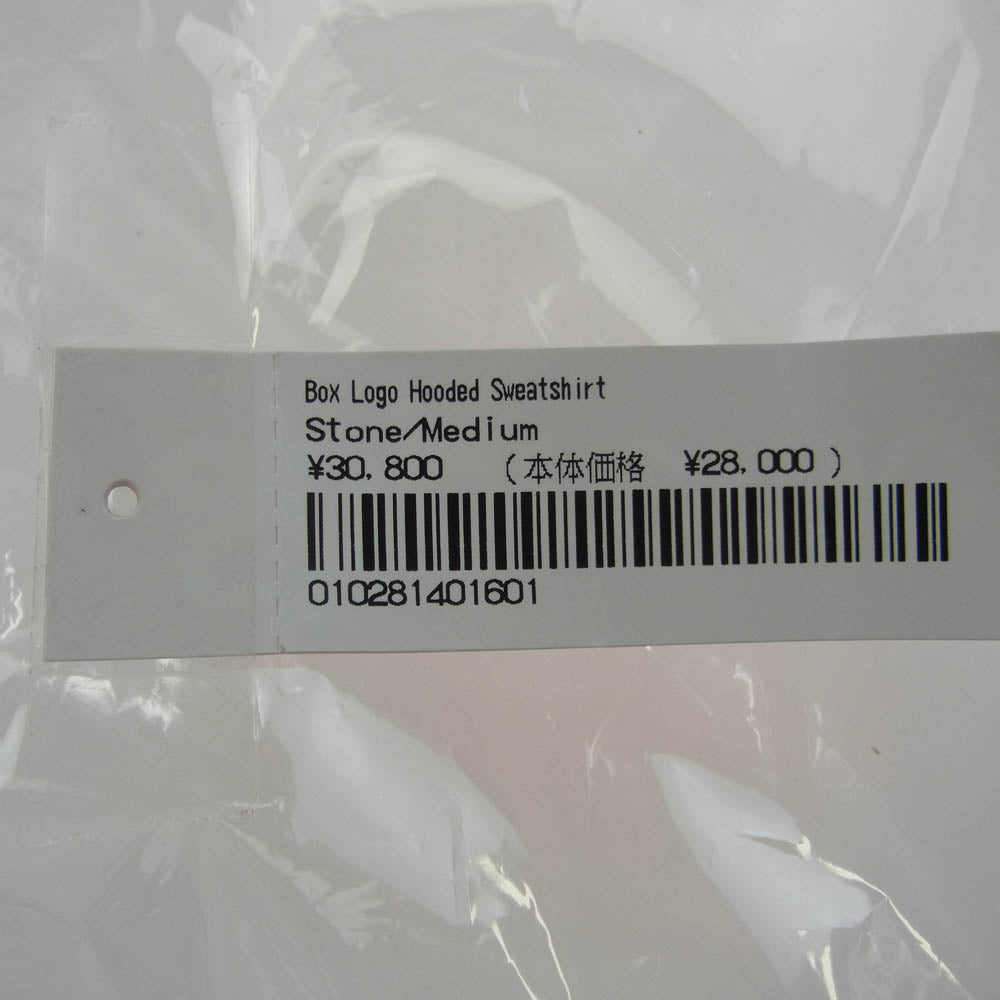 Box Logo Hooded Sweatshirt
Stone/Medium
¥30,800 (本体価格 ¥28,000)
010281401601